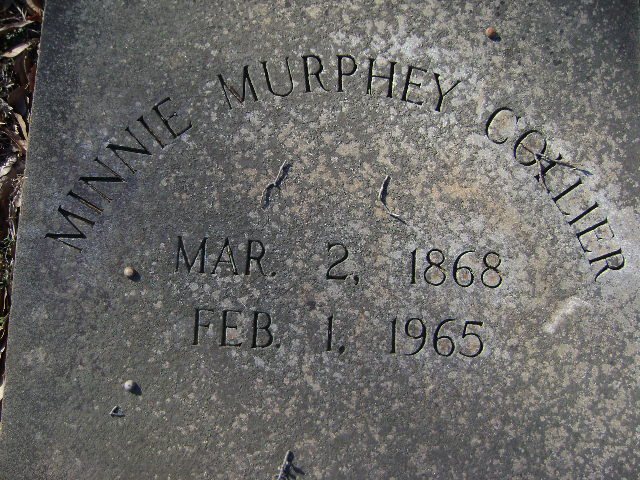 MINNIE MURPHEY COLLIER
MAR. 2, 1868
FEB. 1, 1965